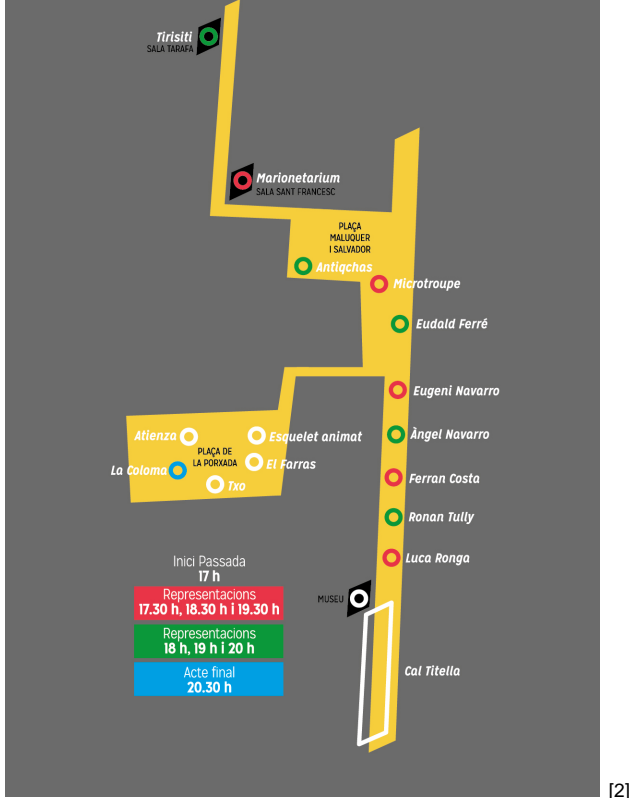 Tirisiti
SALA TARAFA
Marionetarium
SALA SANT FRANCESC
PLAÇA
MALUQUER
I SALVADOR
Antiqchas
Microtroupe
Eudald Ferré
Eugeni Navarro
Atienza
Esquelet animat
Àngel Navarro
PLAÇA DE
LA PORXADA
La Coloma
El Farras
Txo
Ferran Costa
Ronan Tully
Luca Ronga
Inici Passada
17 h
Representacions
17.30 h, 18.30 h i 19.30 h
Representacions
18 h, 19 h i 20 h
Acte final
20.30 h
MUSEU
Cal Titella
[2]